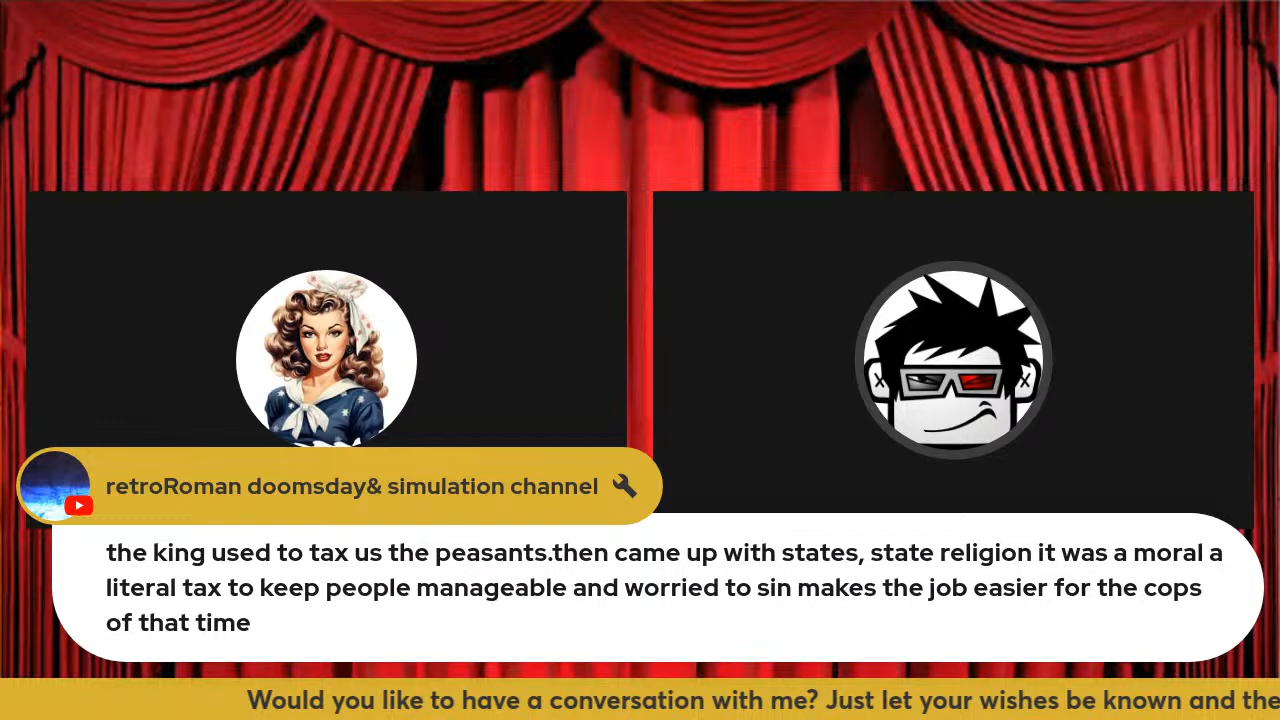 retroRoman doomsday& simulation channel
the king used to tax us the peasants.then came up with states, state religion it was a moral a
literal tax to keep people manageable and worried to sin makes the job easier for the cops
of that time
Would you like to have a conversation with me? Just let your wishes be known and the